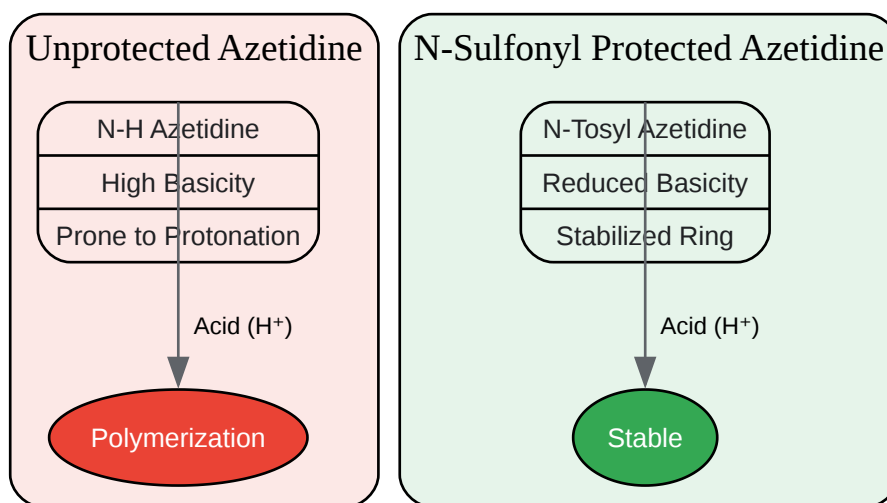 Unprotected Azetidine
N-H Azetidine
High Basicity
Prone to Protonation
Acid (H⁺)
Polymerization
N-Sulfonyl Protected Azetidine
N-Tosyl Azetidine
Reduced Basicity
Stabilized Ring
Acid (H⁺)
Stable